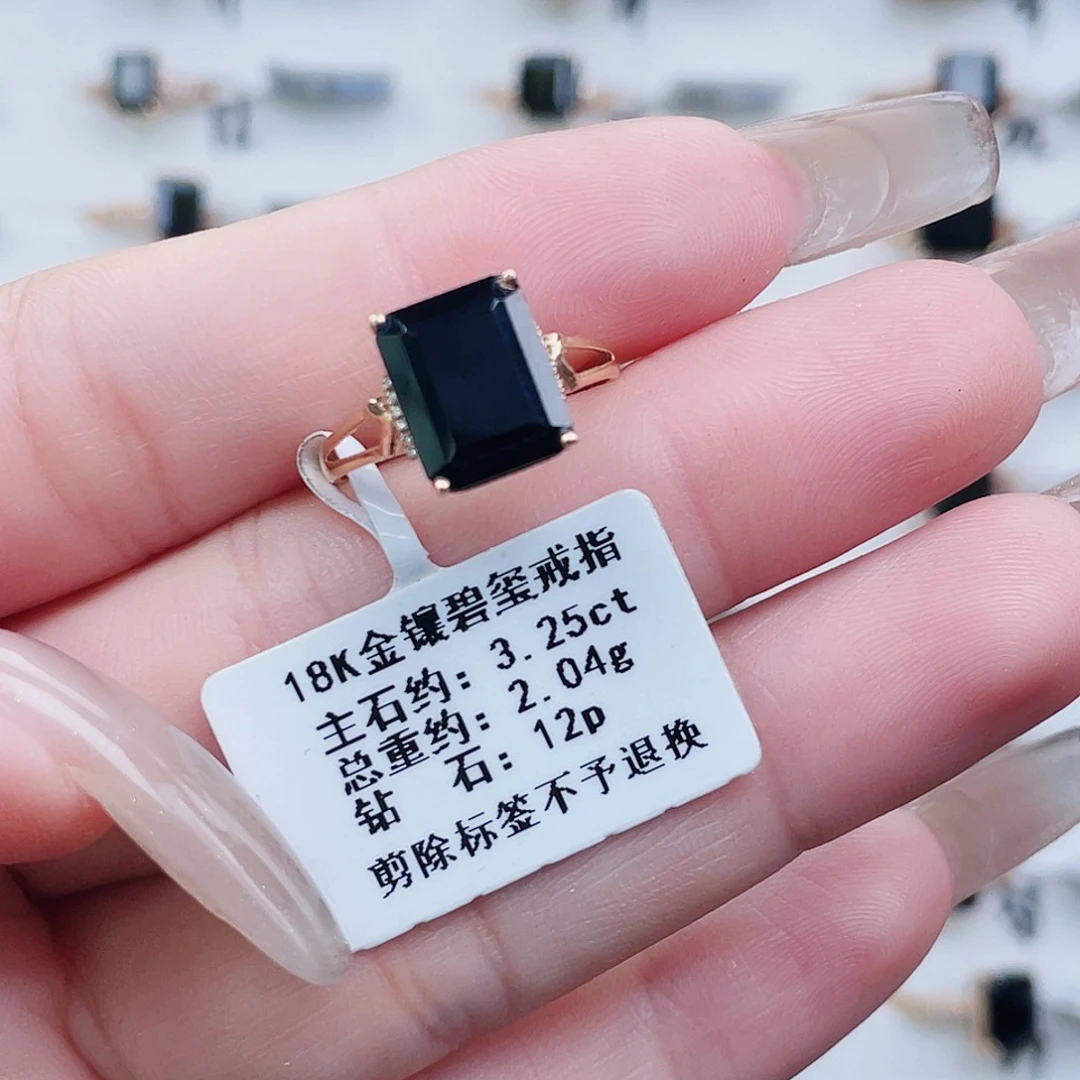 18K金镶碧玺戒指
主石约: 3.25ct
总重约: 2.04g
钻 石: 12p
剪除标签不予退换